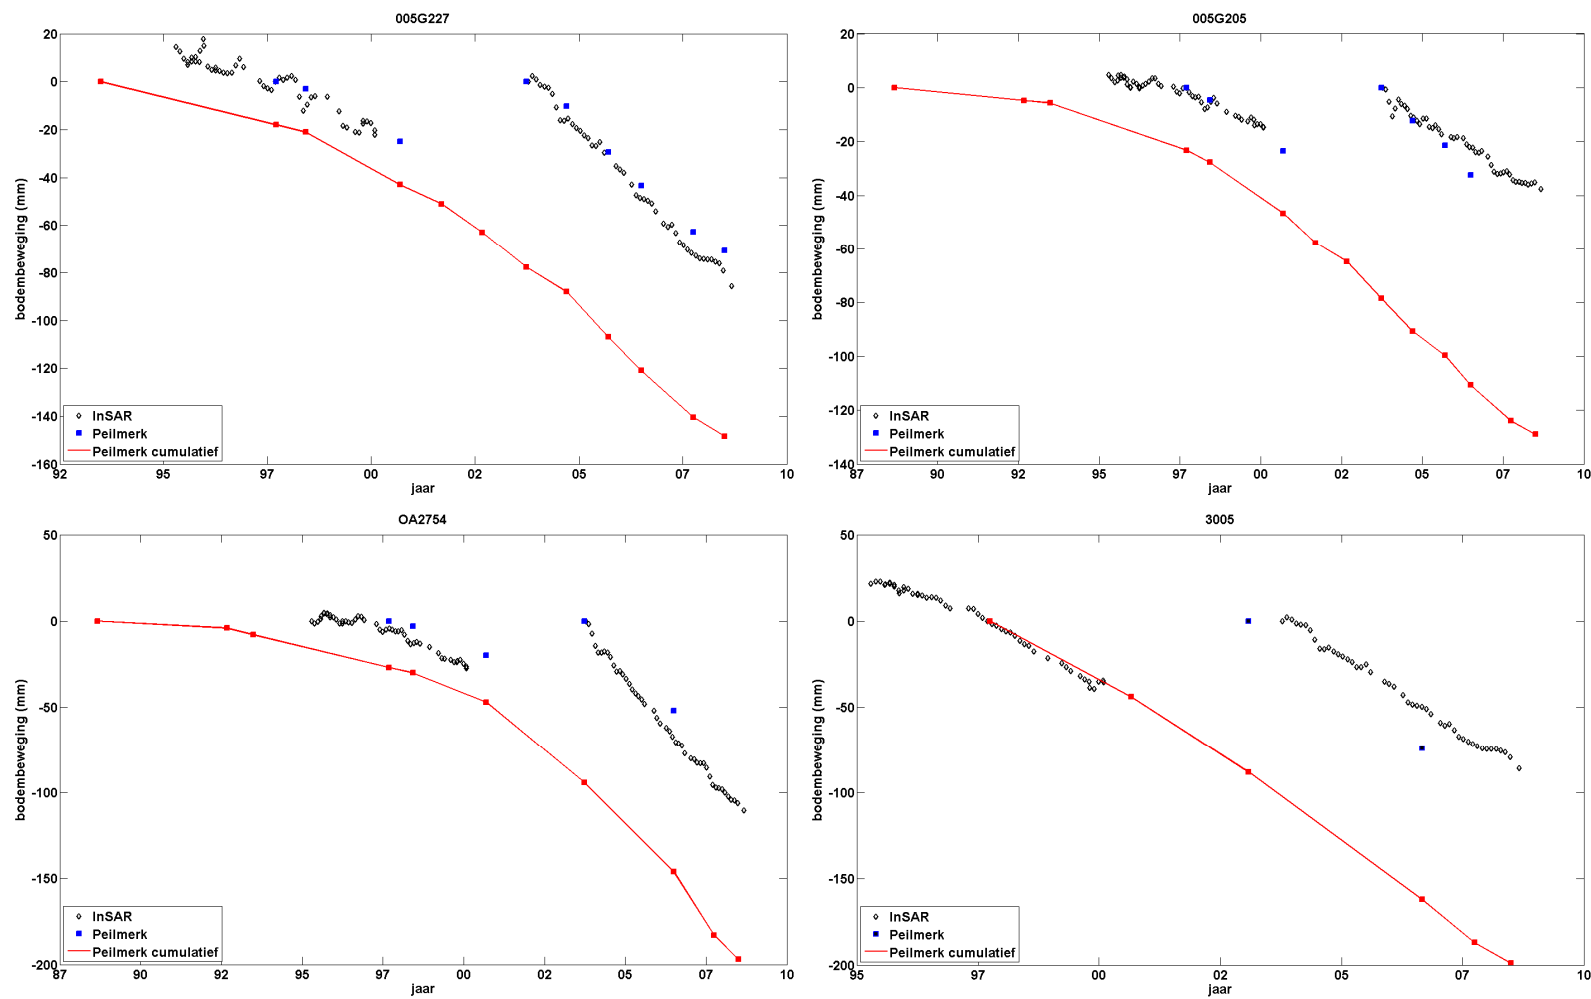 005G227
20
0
-20
-40
-60
-80
-100
-120
-140
-160
bodembeweging (mm)
InSAR
Peilmerk
Peilmerk cumulatief
92 95 97 00 02 05 07 10
jaar
005G205
20
0
-20
-40
-60
-80
-100
-120
-140
bodembeweging (mm)
InSAR
Peilmerk
Peilmerk cumulatief
87 90 92 95 97 00 02 05 07 10
jaar
OA2754
50
0
-50
-100
-150
-200
bodembeweging (mm)
InSAR
Peilmerk
Peilmerk cumulatief
87 90 92 95 97 00 02 05 07 10
jaar
3005
50
0
-50
-100
-150
-200
bodembeweging (mm)
InSAR
Peilmerk
Peilmerk cumulatief
95 97 00 02 05 07 10
jaar